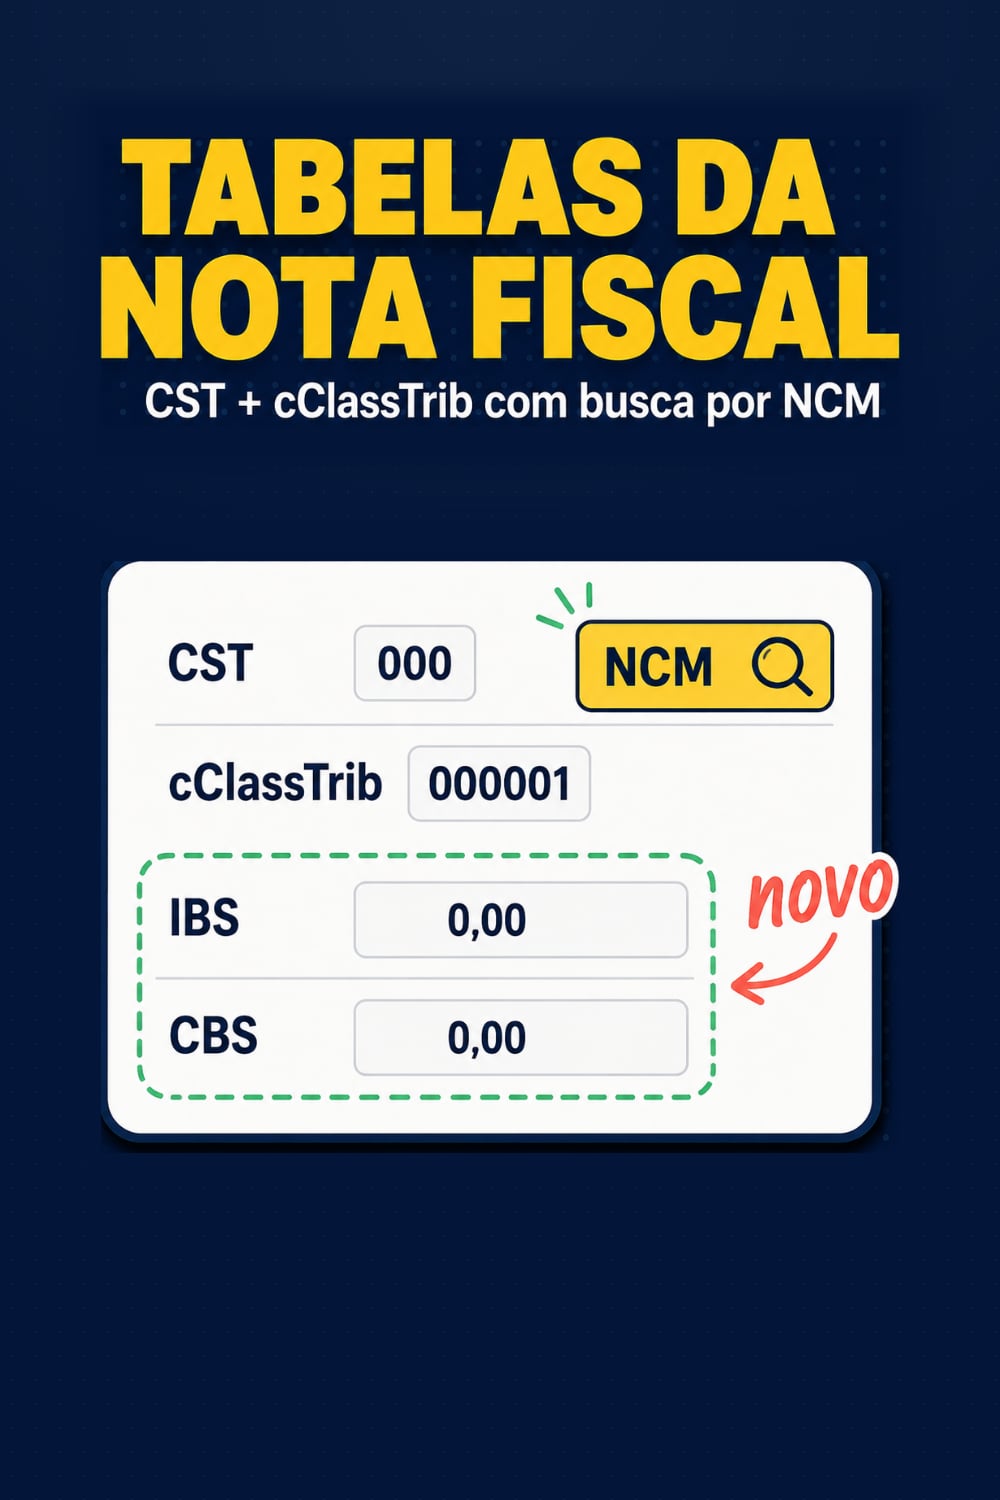 TABELAS DA
NOTA FISCAL
CST + cClassTrib com busca por NCM
CST 000 NCM
cClassTrib 000001
IBS 0,00
novo
CBS 0,00